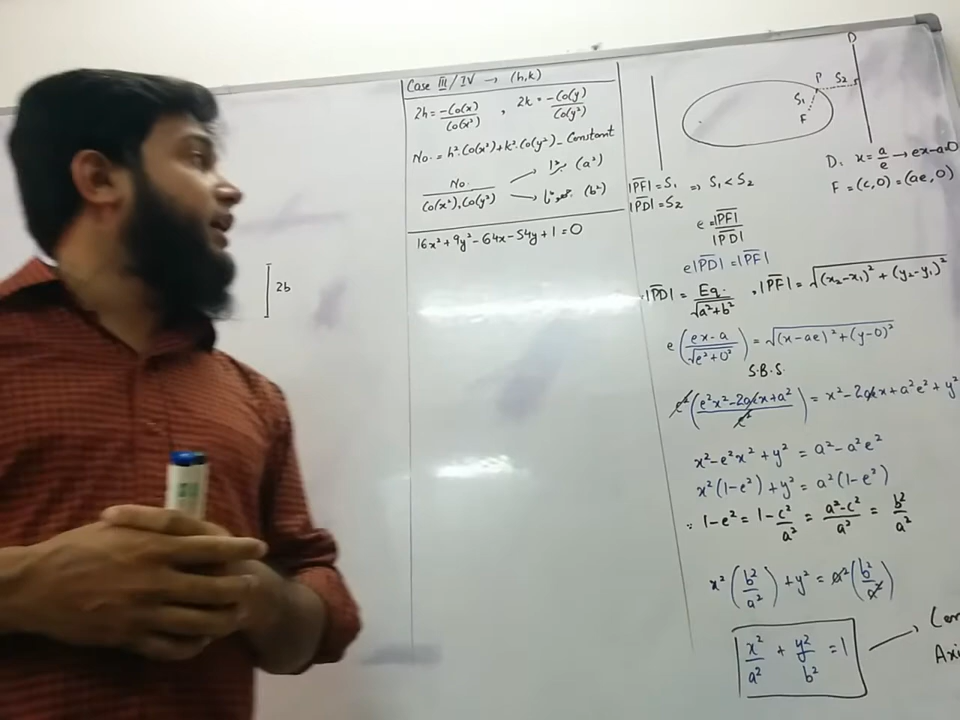 2b
Case III/IV → (h,k)
2h = -Co(x)/Co(x²) , 2k = -Co(y)/Co(y²)
No. = h².Co(x²)+k².Co(y²) - Constant
No./Co(x²),Co(y²) → (a²)
→ (b²)
16x² + 9y² - 64x - 54y + 1 = 0
D
P S₂
S₁
F
D: x = a/e → ex-a=0
F = (c,0) = (ae,0)
|PF| = S₁ ⇒ S₁ < S₂
|PD| = S₂
e = |PF|/|PD|
e|PD| = |PF|
|PD| = Eq./√(a²+b²) , |PF| = √((x₂-x₁)² + (y₂-y₁)²)
e(ex-a/√(e²+0²)) = √((x-ae)² + (y-0)²)
S.B.S.
e²(e²x²-2aex+a²/e²) = x² - 2aex + a²e² + y²
x² - e²x² + y² = a² - a²e²
x²(1-e²) + y² = a²(1-e²)
∵ 1-e² = 1-c²/a² = a²-c²/a² = b²/a²
x²(b²/a²) + y² = a²(b²/a²)
x²/a² + y²/b² = 1